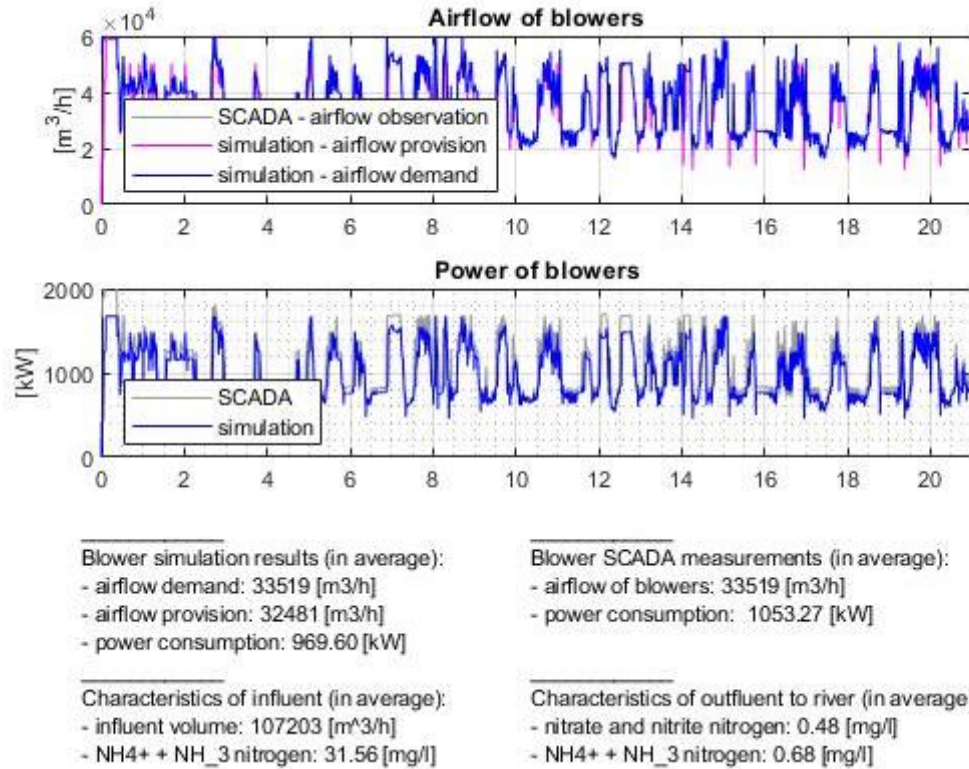 Airflow of blowers
×10⁴
6
4
2
0
[m³/h]
SCADA - airflow observation
simulation - airflow provision
simulation - airflow demand
0 2 4 6 8 10 12 14 16 18 20
Power of blowers
2000
1000
0
[kW]
SCADA
simulation
0 2 4 6 8 10 12 14 16 18 20
Blower simulation results (in average):
- airflow demand: 33519 [m3/h]
- airflow provision: 32481 [m3/h]
- power consumption: 969.60 [kW]
Blower SCADA measurements (in average):
- airflow of blowers: 33519 [m3/h]
- power consumption: 1053.27 [kW]
Characteristics of influent (in average):
- influent volume: 107203 [m^3/h]
- NH4+ + NH_3 nitrogen: 31.56 [mg/l]
Characteristics of outfluent to river (in average
- nitrate and nitrite nitrogen: 0.48 [mg/l]
- NH4+ + NH_3 nitrogen: 0.68 [mg/l]